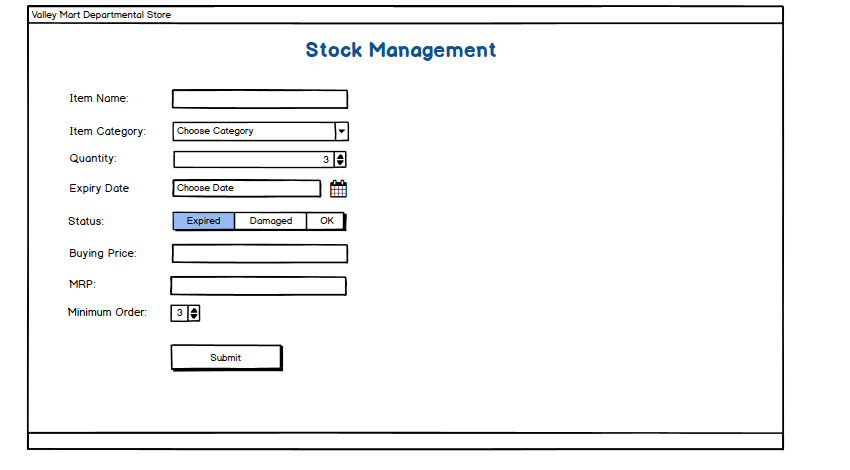 Valley Mart Departmental Store
Stock Management
Item Name:
Item Category: Choose Category
Quantity: 3
Expiry Date Choose Date
Status: Expired Damaged OK
Buying Price:
MRP:
Minimum Order: 3
Submit